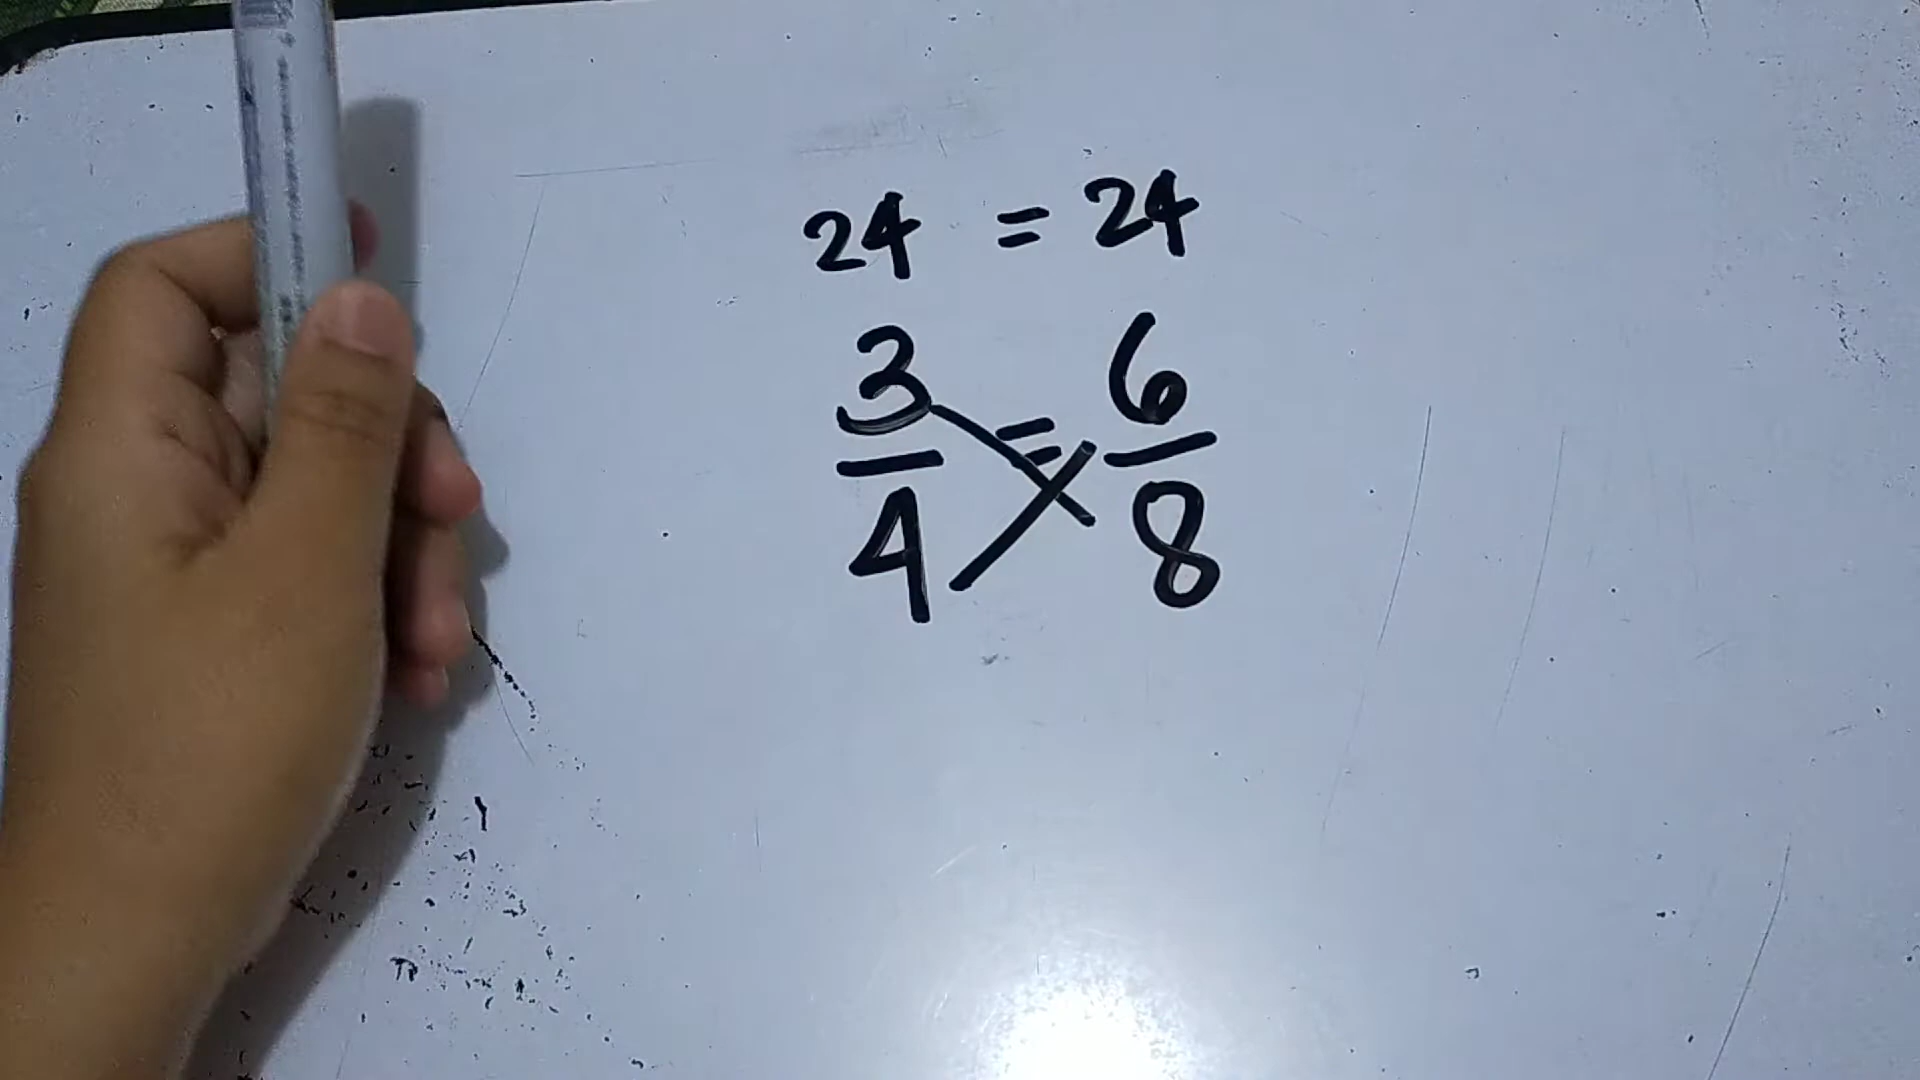 24 = 24
3/4 = 6/8